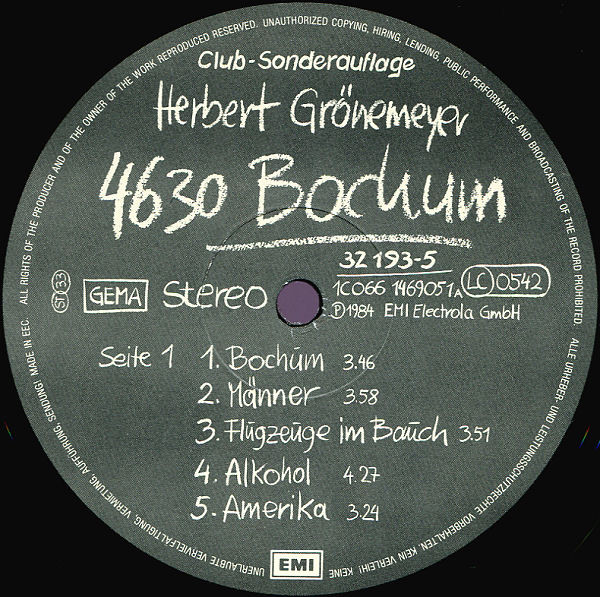 Club-Sonderauflage
Herbert Grönemeyer
4630 Bochum
32 193-5
ST 33
GEMA
Stereo
1C066 1469051A
LC 0542
Ⓟ1984 EMI Electrola GmbH
Seite 1
1. Bochum 3.46
2. Männer 3.58
3. Flugzeuge im Bauch 3.51
4. Alkohol 4.27
5. Amerika 3.24
EMI
MADE IN EEC. ALL RIGHTS OF THE PRODUCER AND OF THE OWNER OF THE WORK REPRODUCED RESERVED. UNAUTHORIZED COPYING, HIRING, LENDING, PUBLIC PERFORMANCE AND BROADCASTING OF THE RECORD PROHIBITED. ALLE URHEBER- UND LEISTUNGSSCHUTZRECHTE VORBEHALTEN. KEIN VERLEIH! KEINE UNERLAUBTE VERVIELFÄLTIGUNG, VERMIETUNG, AUFFÜHRUNG, SENDUNG!